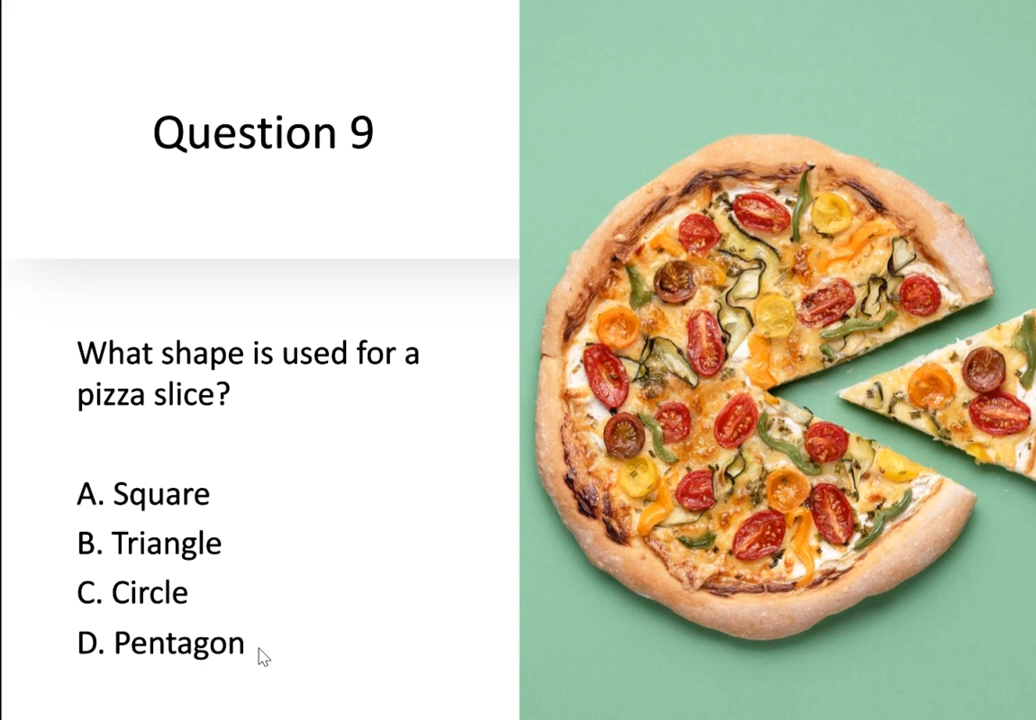 Question 9
What shape is used for a
pizza slice?
A. Square
B. Triangle
C. Circle
D. Pentagon